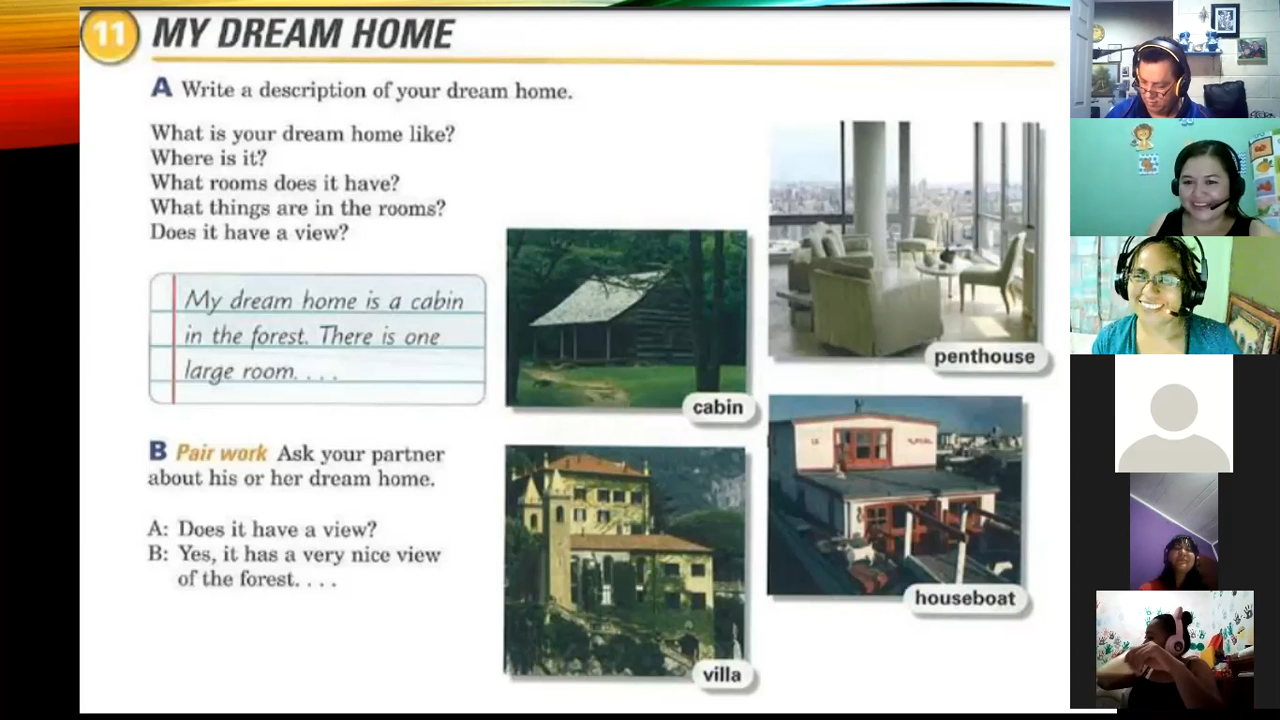 11 MY DREAM HOME
A Write a description of your dream home.
What is your dream home like?
Where is it?
What rooms does it have?
What things are in the rooms?
Does it have a view?
My dream home is a cabin
in the forest. There is one
large room. . . .
B Pair work Ask your partner
about his or her dream home.
A: Does it have a view?
B: Yes, it has a very nice view
of the forest. . . .
penthouse
cabin
houseboat
villa